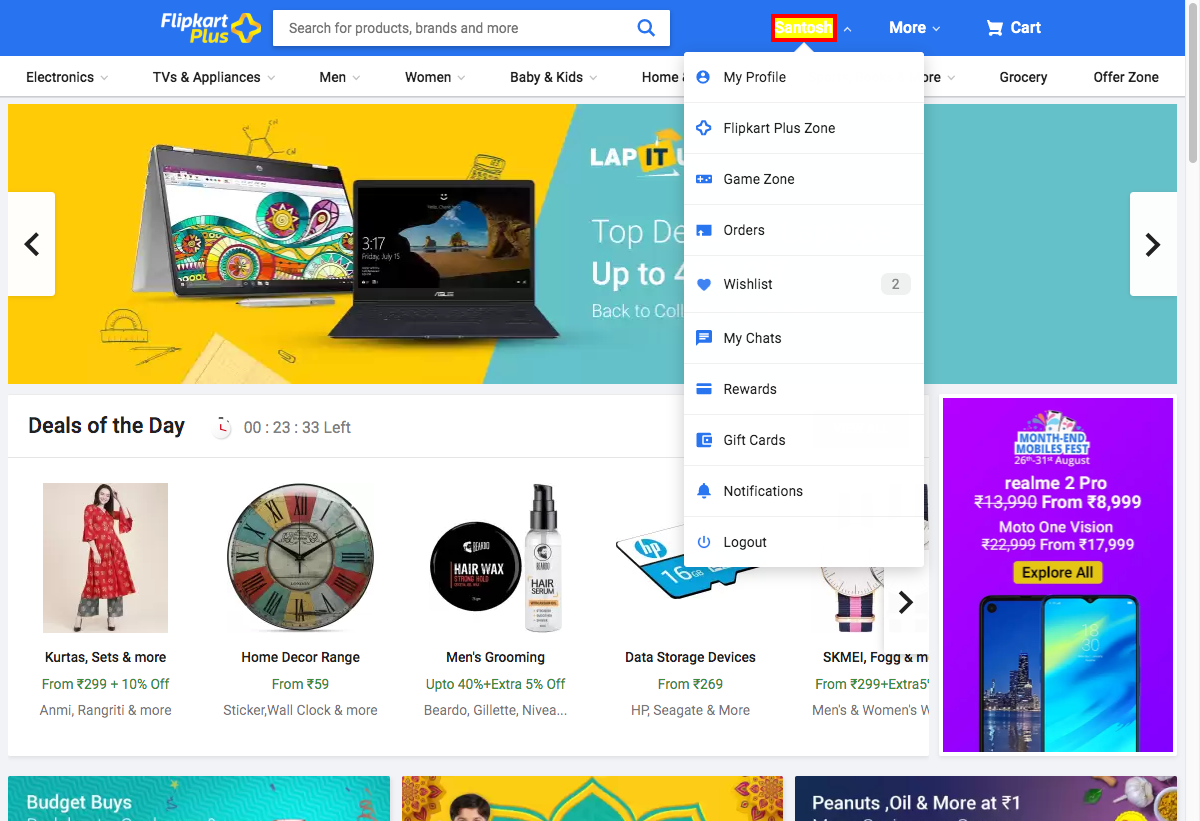 Flipkart
Plus
Search for products, brands and more
Santosh
More
Cart
Electronics
TVs & Appliances
Men
Women
Baby & Kids
Home &
ore
Grocery
Offer Zone
My Profile
Flipkart Plus Zone
Game Zone
Orders
Wishlist
2
My Chats
Rewards
Gift Cards
Notifications
Logout
LAP IT U
Top De
Up to 4
Back to Coll
3:17
Friday, July 15
ASUS
hp
Deals of the Day
00 : 23 : 33 Left
BEARDO
HAIR WAX
STRONG HOLD
BEARDO
HAIR
SERUM
hp
16GB
Kurtas, Sets & more
From ₹299 + 10% Off
Anmi, Rangriti & more
Home Decor Range
From ₹59
Sticker,Wall Clock & more
Men's Grooming
Upto 40%+Extra 5% Off
Beardo, Gillette, Nivea...
Data Storage Devices
From ₹269
HP, Seagate & More
SKMEI, Fogg & m
From ₹299+Extra5%
Men's & Women's W
MONTH-END
MOBILES FEST
26th-31st August
realme 2 Pro
₹13,990 From ₹8,999
Moto One Vision
₹22,999 From ₹17,999
Explore All
18
30
Budget Buys
Peanuts ,Oil & More at ₹1